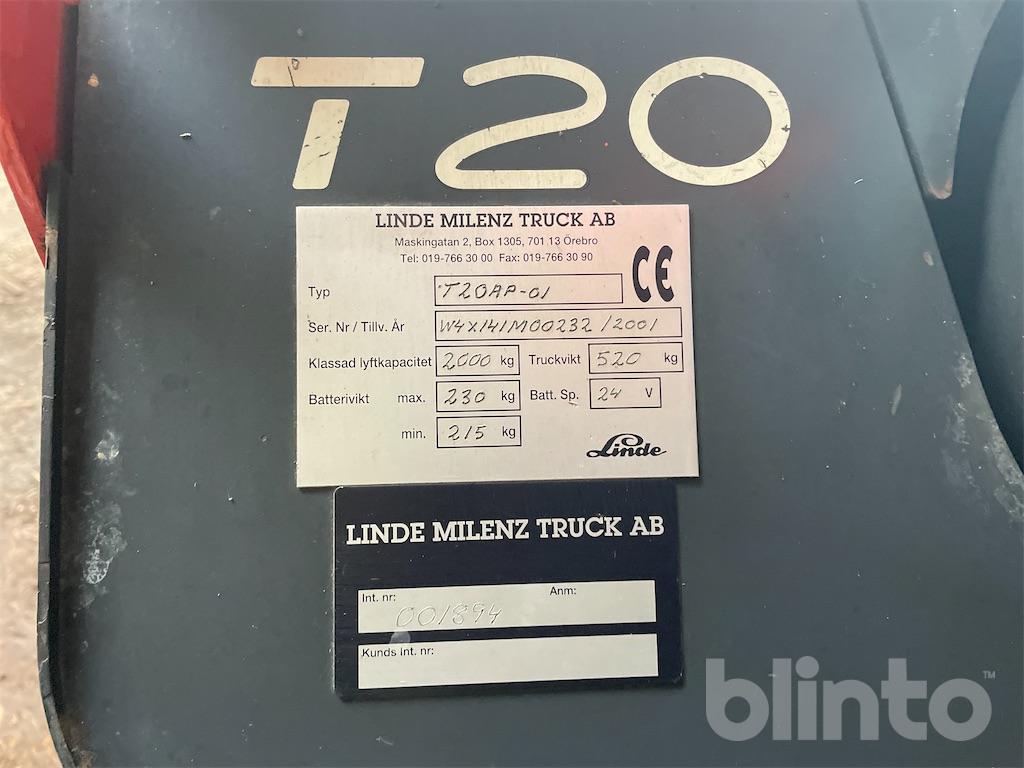 T20
LINDE MILENZ TRUCK AB
Maskingatan 2, Box 1305, 701 13 Örebro
Tel: 019-766 30 00 Fax: 019-766 30 90
CE
Typ T20AP-01
Ser. Nr / Tillv. År W4X141M00232 /2001
Klassad lyftkapacitet 2000 kg Truckvikt 520 kg
Batterivikt max. 230 kg Batt. Sp. 24 V
min. 215 kg
Linde
LINDE MILENZ TRUCK AB
Int. nr: 001894 Anm:
Kunds int. nr:
blinto™